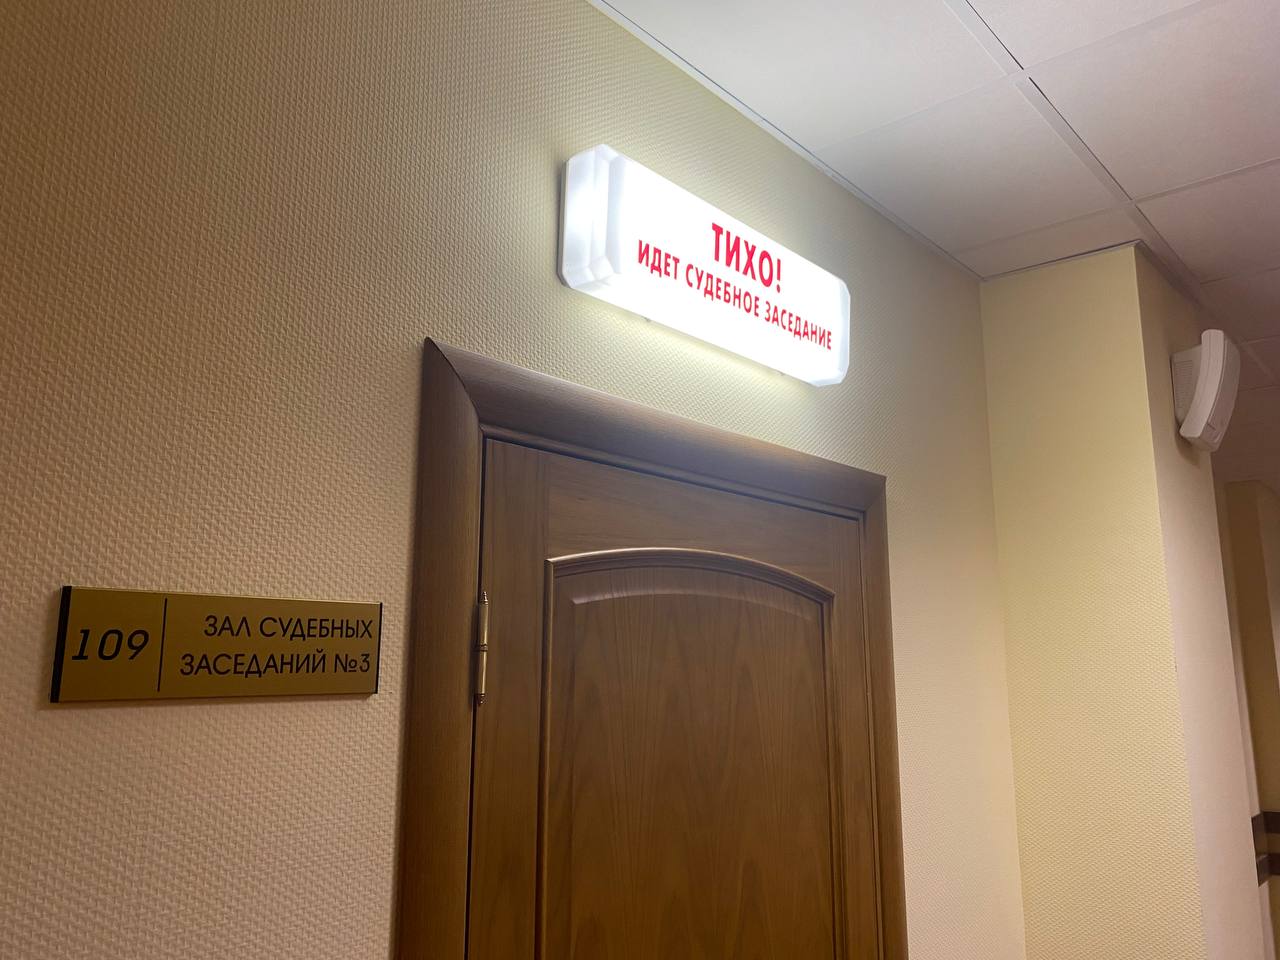 ТИХО!
ИДЕТ СУДЕБНОЕ ЗАСЕДАНИЕ
109
ЗАЛ СУДЕБНЫХ
ЗАСЕДАНИЙ №3